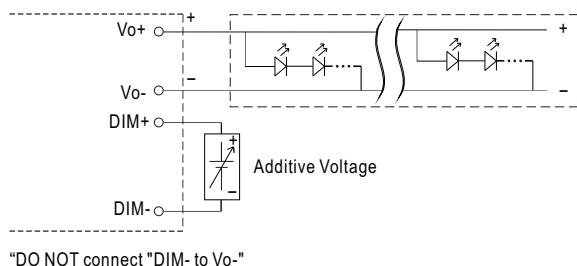 Vo+
+
+
Vo-
−
−
DIM+
+
Additive Voltage
−
DIM-
“DO NOT connect "DIM- to Vo-"